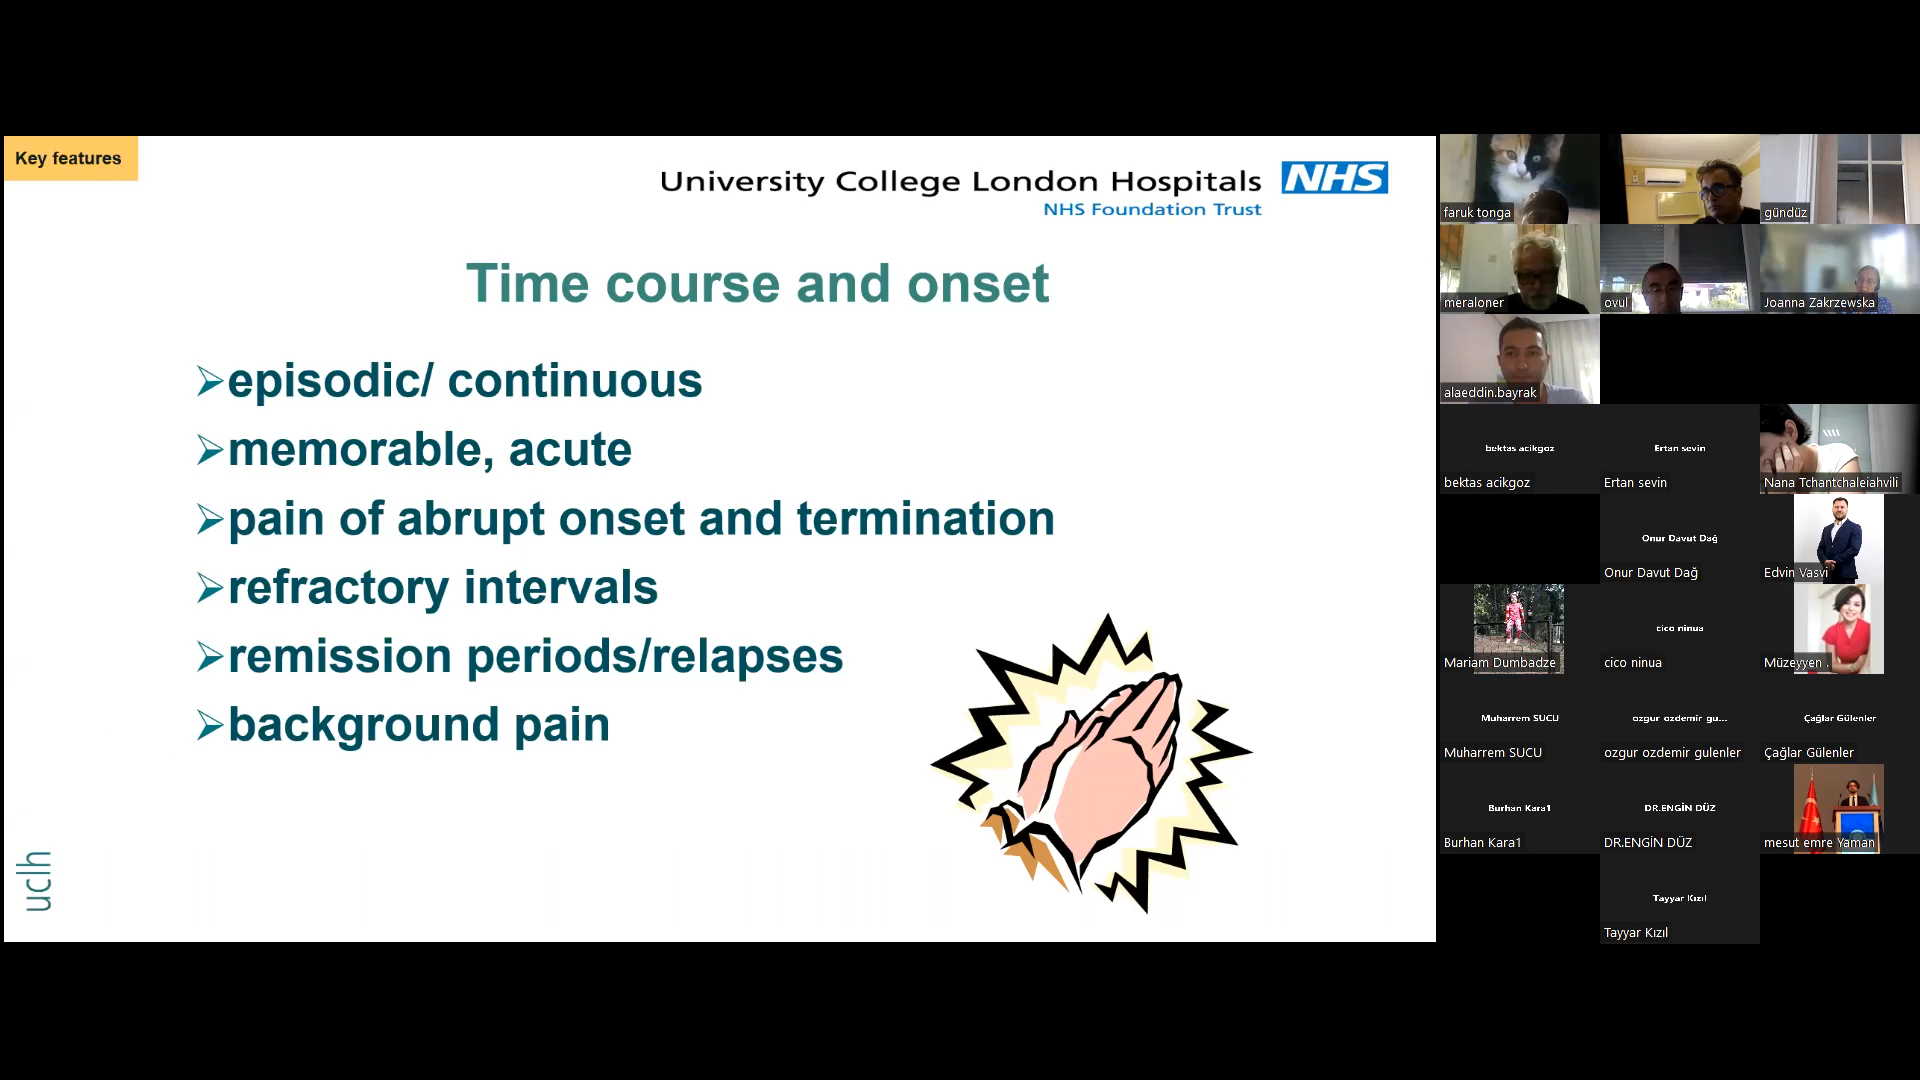 Key features
University College London Hospitals NHS
NHS Foundation Trust
Time course and onset
episodic/ continuous
memorable, acute
pain of abrupt onset and termination
refractory intervals
remission periods/relapses
background pain
uclh
faruk tonga
gündüz
meraloner
ovul
Joanna Zakrzewska
alaeddin.bayrak
bektas acikgoz
Ertan sevin
bektas acikgoz
Ertan sevin
Nana Tchantchaleiahvili
Onur Davut Dağ
Onur Davut Dağ
Edvin Vasvi
cico ninua
Mariam Dumbadze
cico ninua
Müzeyyen .
Muharrem SUCU
ozgur ozdemir gu...
Çağlar Gülenler
Muharrem SUCU
ozgur ozdemir gulenler
Çağlar Gülenler
Burhan Kara1
DR.ENGİN DÜZ
Burhan Kara1
DR.ENGİN DÜZ
mesut emre Yaman
Tayyar Kızıl
Tayyar Kızıl